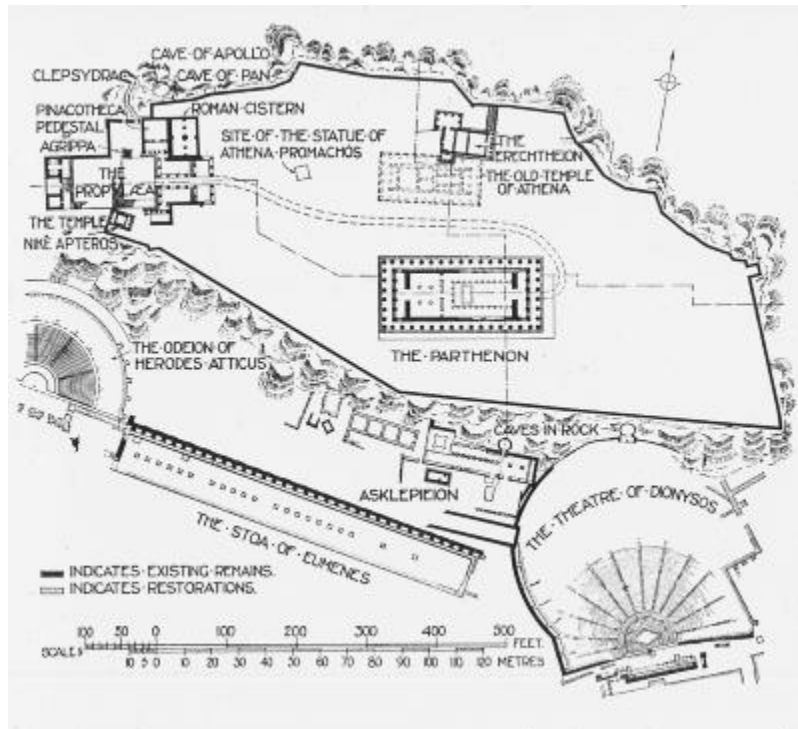 CAVE·OF·APOLLO
CLEPSYDRA
CAVE·OF·PAN
PINACOTHECA
ROMAN·CISTERN
PEDESTAL
AGRIPPA
SITE·OF·THE·STATUE·OF
ATHENA·PROMACHOS
THE
ERECHTHEION
THE·OLD·TEMPLE
OF·ATHENA
THE
PROPYLÆA
THE·TEMPLE
NIKÈ APTEROS
THE·PARTHENON
THE·ODEION·OF
HERODES·ATTICUS
CAVES·IN·ROCK
ASKLEPIEION
THE·THEATRE·OF·DIONYSOS
THE·STOA·OF·EUMENES
INDICATES·EXISTING·REMAINS.
INDICATES·RESTORATIONS.
100 50 0 100 200 300 400 500 FEET.
SCALE
10 5 0 10 20 30 40 50 60 70 80 90 100 110 120 METRES